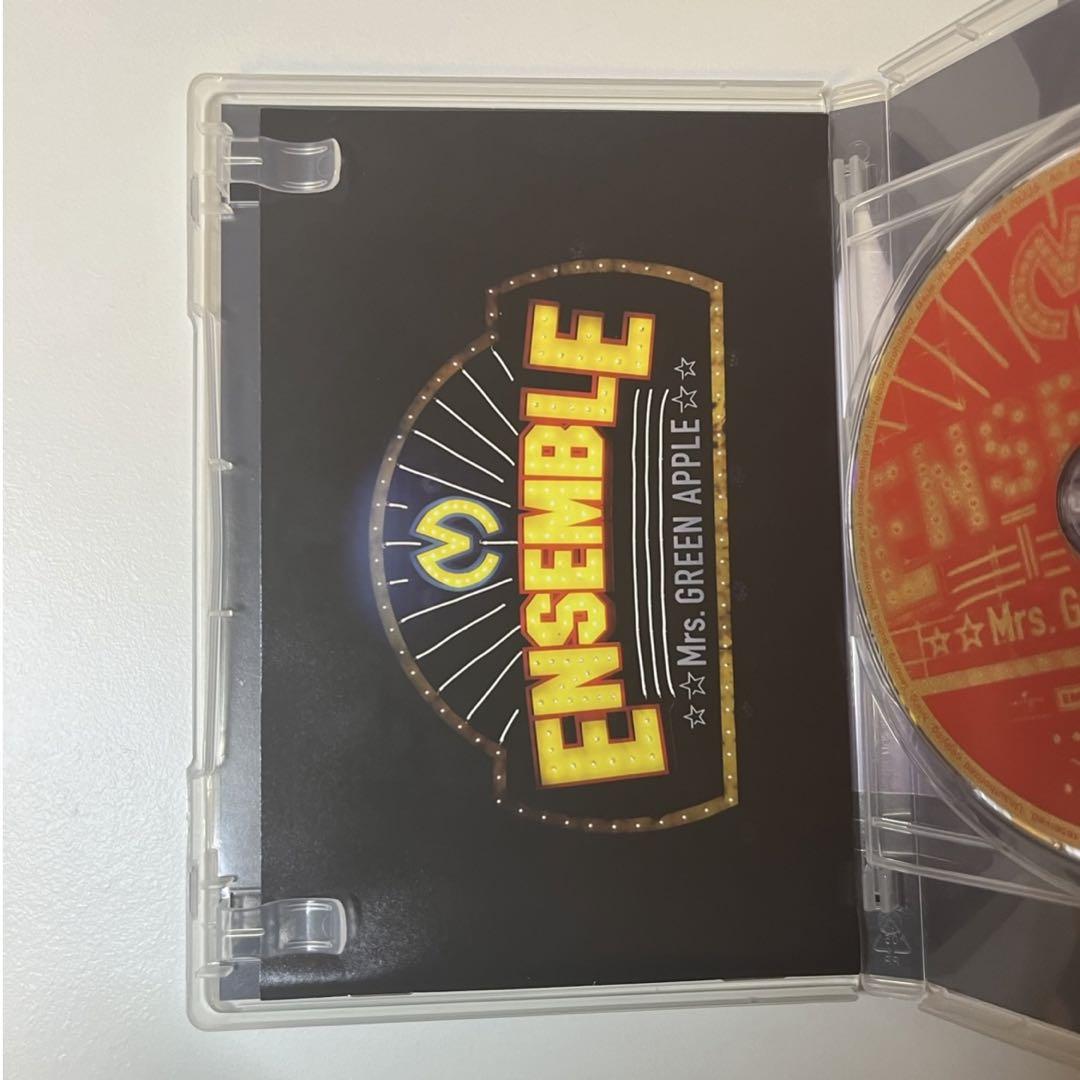 ENSEMBLE
☆☆Mrs. GREEN APPLE☆☆
ENSE
☆☆Mrs. G